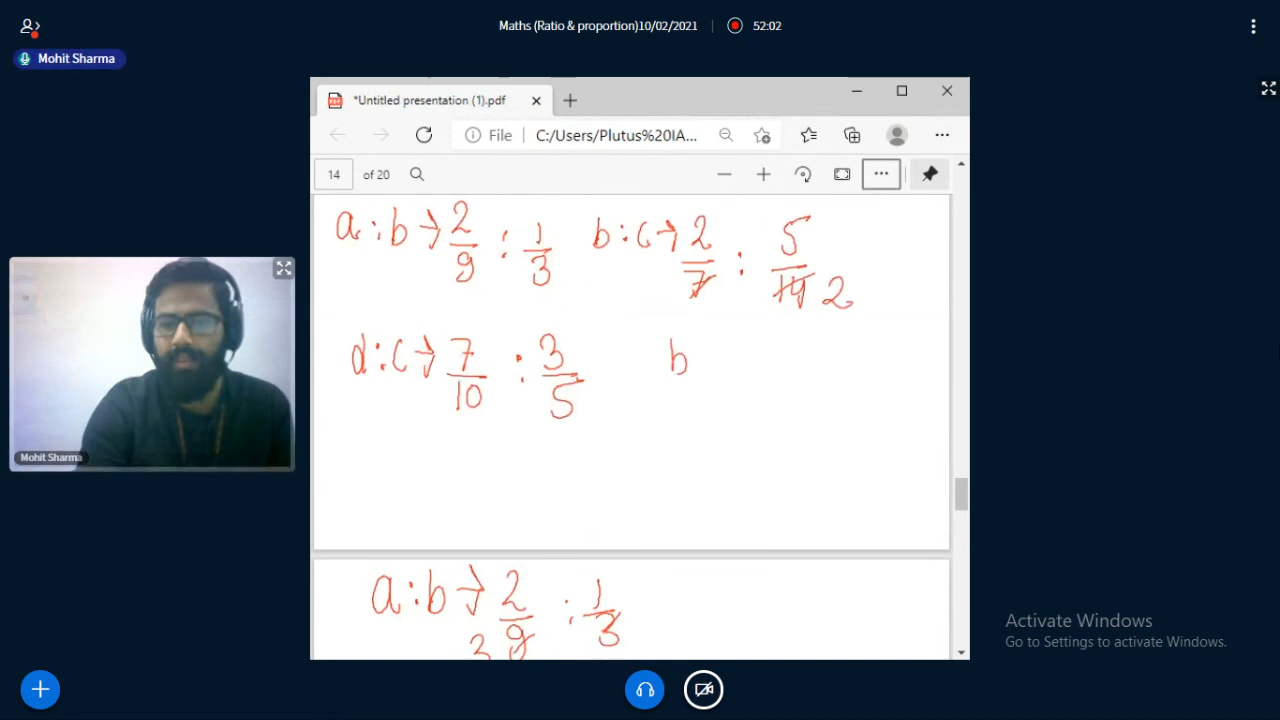 Maths (Ratio & proportion)10/02/2021 52:02
Mohit Sharma
*Untitled presentation (1).pdf
File C:/Users/Plutus%20IA...
14 of 20
a:b→ 2/9 : 1/3 b:c→ 2/7 : 5/14 2
d:c→ 7/10 : 3/5 b
a:b→ 2/9 : 1/3
3
Mohit Sharma
Activate Windows
Go to Settings to activate Windows.